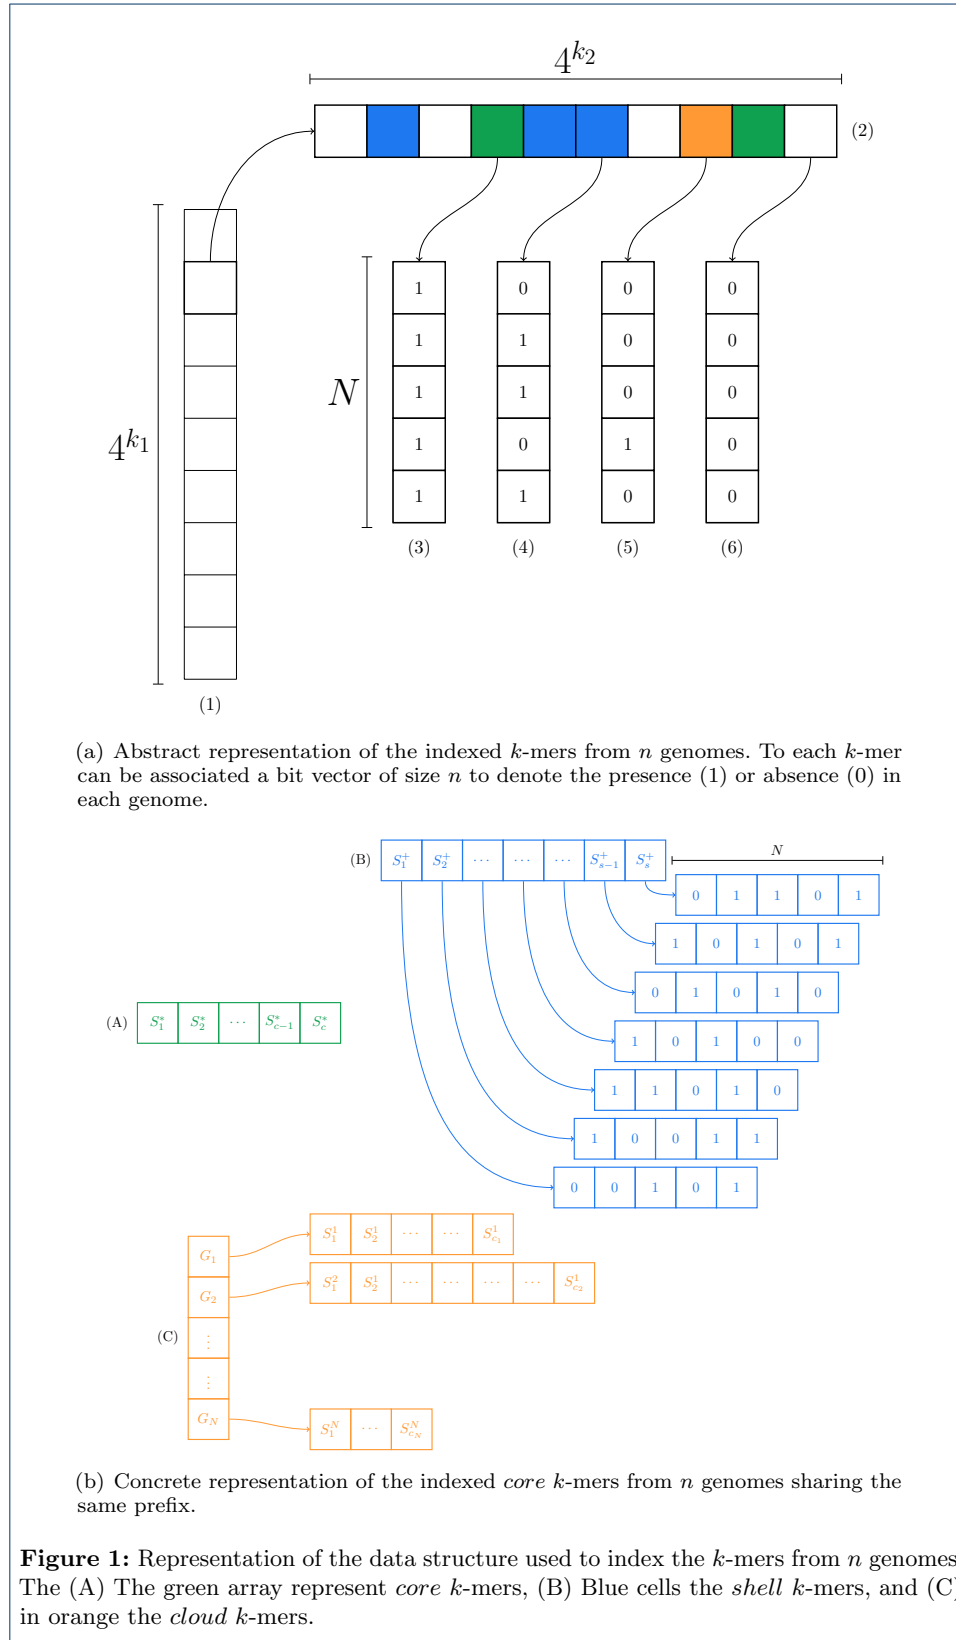 4^{k_2}
(2)
4^{k_1}
N
1 0 0 0
1 1 0 0
1 1 0 0
1 0 1 0
1 1 0 0
(3) (4) (5) (6)
(1)
(a) Abstract representation of the indexed k-mers from n genomes. To each k-mer
can be associated a bit vector of size n to denote the presence (1) or absence (0) in
each genome.
(B) S_1^+ S_2^+ ... ... ... S_{s-1}^+ S_s^+
N
0 1 1 0 1
1 0 1 0 1
0 1 0 1 0
(A) S_1^* S_2^* ... S_{c-1}^* S_c^*
1 0 1 0 0
1 1 0 1 0
1 0 0 1 1
0 0 1 0 1
G_1 S_1^1 S_2^1 ... ... S_{c_1}^1
G_2 S_1^2 S_2^1 ... ... ... ... S_{c_2}^1
(C) ⋮
⋮
G_N S_1^N ... S_{c_N}^N
(b) Concrete representation of the indexed core k-mers from n genomes sharing the
same prefix.
Figure 1: Representation of the data structure used to index the k-mers from n genomes
The (A) The green array represent core k-mers, (B) Blue cells the shell k-mers, and (C)
in orange the cloud k-mers.